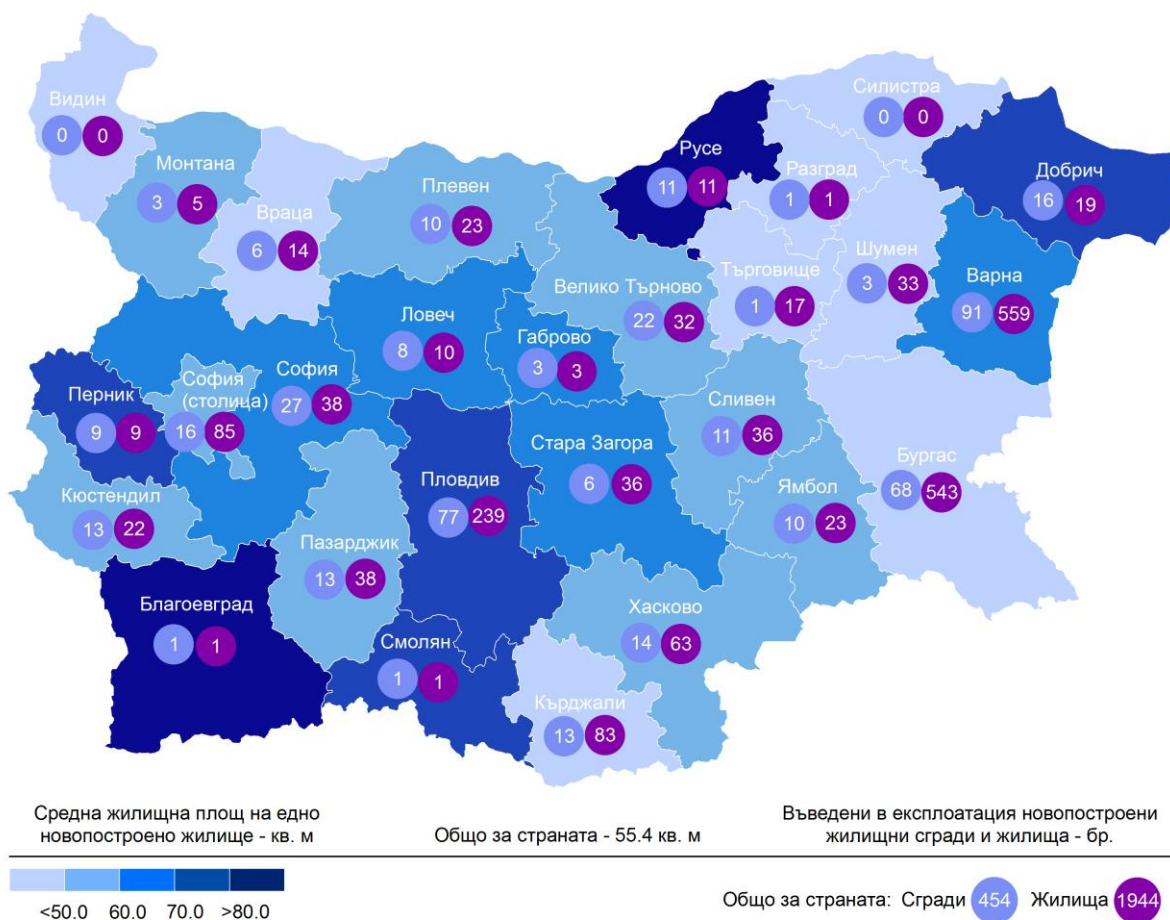 Видин
0 0
Монтана
3 5
Враца
6 14
Плевен
10 23
Русе
11 11
Силистра
0 0
Разград
1 1
Добрич
16 19
Шумен
3 33
Търговище
1 17
Варна
91 559
Велико Търново
22 32
Ловеч
8 10
Габрово
3 3
София
27 38
София
(столица)
16 85
Перник
9 9
Сливен
11 36
Стара Загора
6 36
Бургас
68 543
Ямбол
10 23
Пловдив
77 239
Кюстендил
13 22
Пазарджик
13 38
Благоевград
1 1
Смолян
1 1
Хасково
14 63
Кърджали
13 83
Средна жилищна площ на едно
новопостроено жилище - кв. м
Общо за страната - 55.4 кв. м
Въведени в експлоатация новопостроени
жилищни сгради и жилища - бр.
<50.0 60.0 70.0 >80.0
Общо за страната: Сгради 454 Жилища 1944